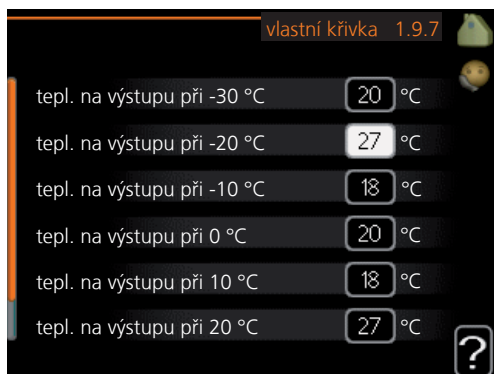 vlastní křivka 1.9.7
tepl. na výstupu při -30 °C 20 °C
tepl. na výstupu při -20 °C 27 °C
tepl. na výstupu při -10 °C 18 °C
tepl. na výstupu při 0 °C 20 °C
tepl. na výstupu při 10 °C 18 °C
tepl. na výstupu při 20 °C 27 °C
?